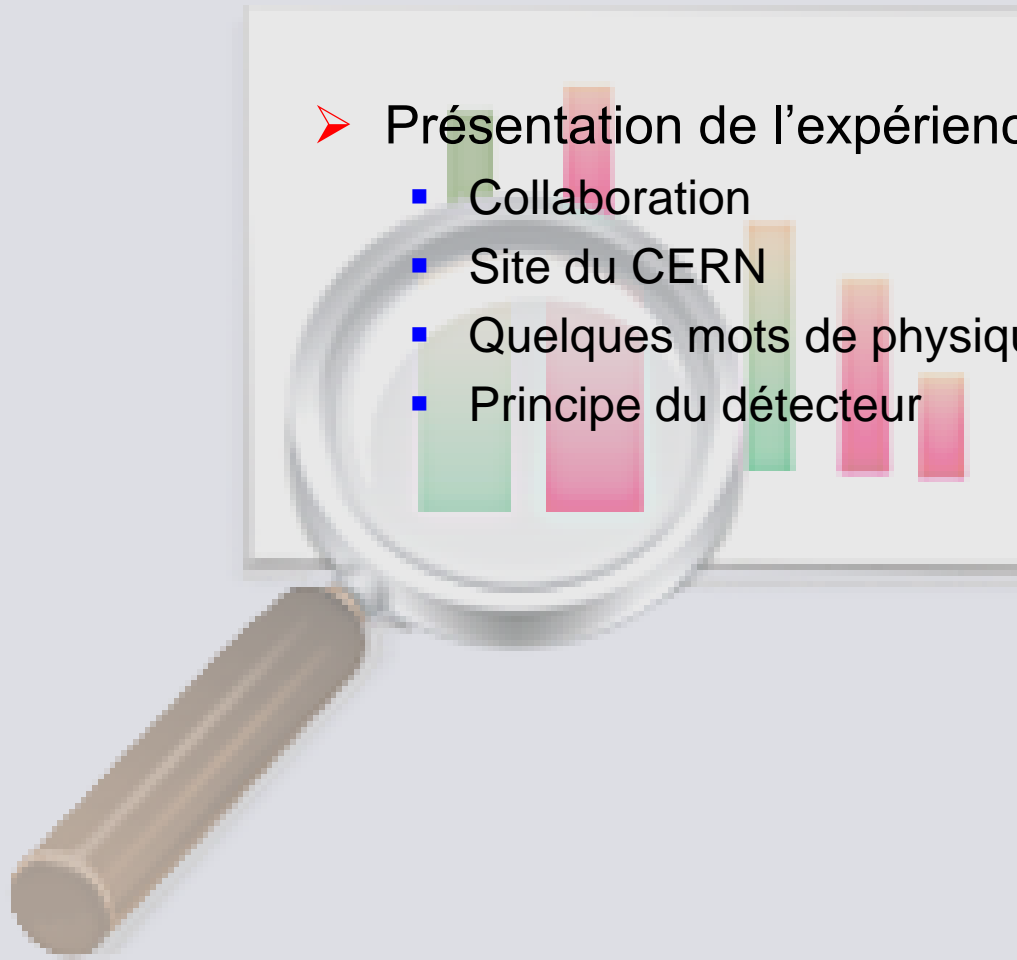 Présentation de l’expérienc
Collaboration
Site du CERN
Quelques mots de physiqu
Principe du détecteur